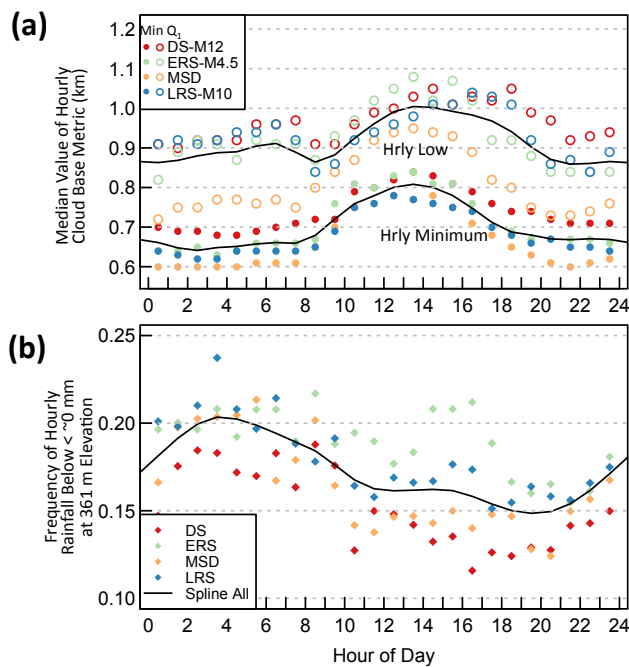 (a)
Min Q1
DS-M12
ERS-M4.5
MSD
LRS-M10
Median Value of Hourly
Cloud Base Metric (km)
1.2
1.1
1.0
0.9
0.8
0.7
0.6
Hrly Low
Hrly Minimum
0 2 4 6 8 10 12 14 16 18 20 22 24
(b)
Frequency of Hourly
Rainfall Below < ~0 mm
at 361 m Elevation
0.25
0.20
0.15
0.10
DS
ERS
MSD
LRS
Spline All
0 2 4 6 8 10 12 14 16 18 20 22 24
Hour of Day